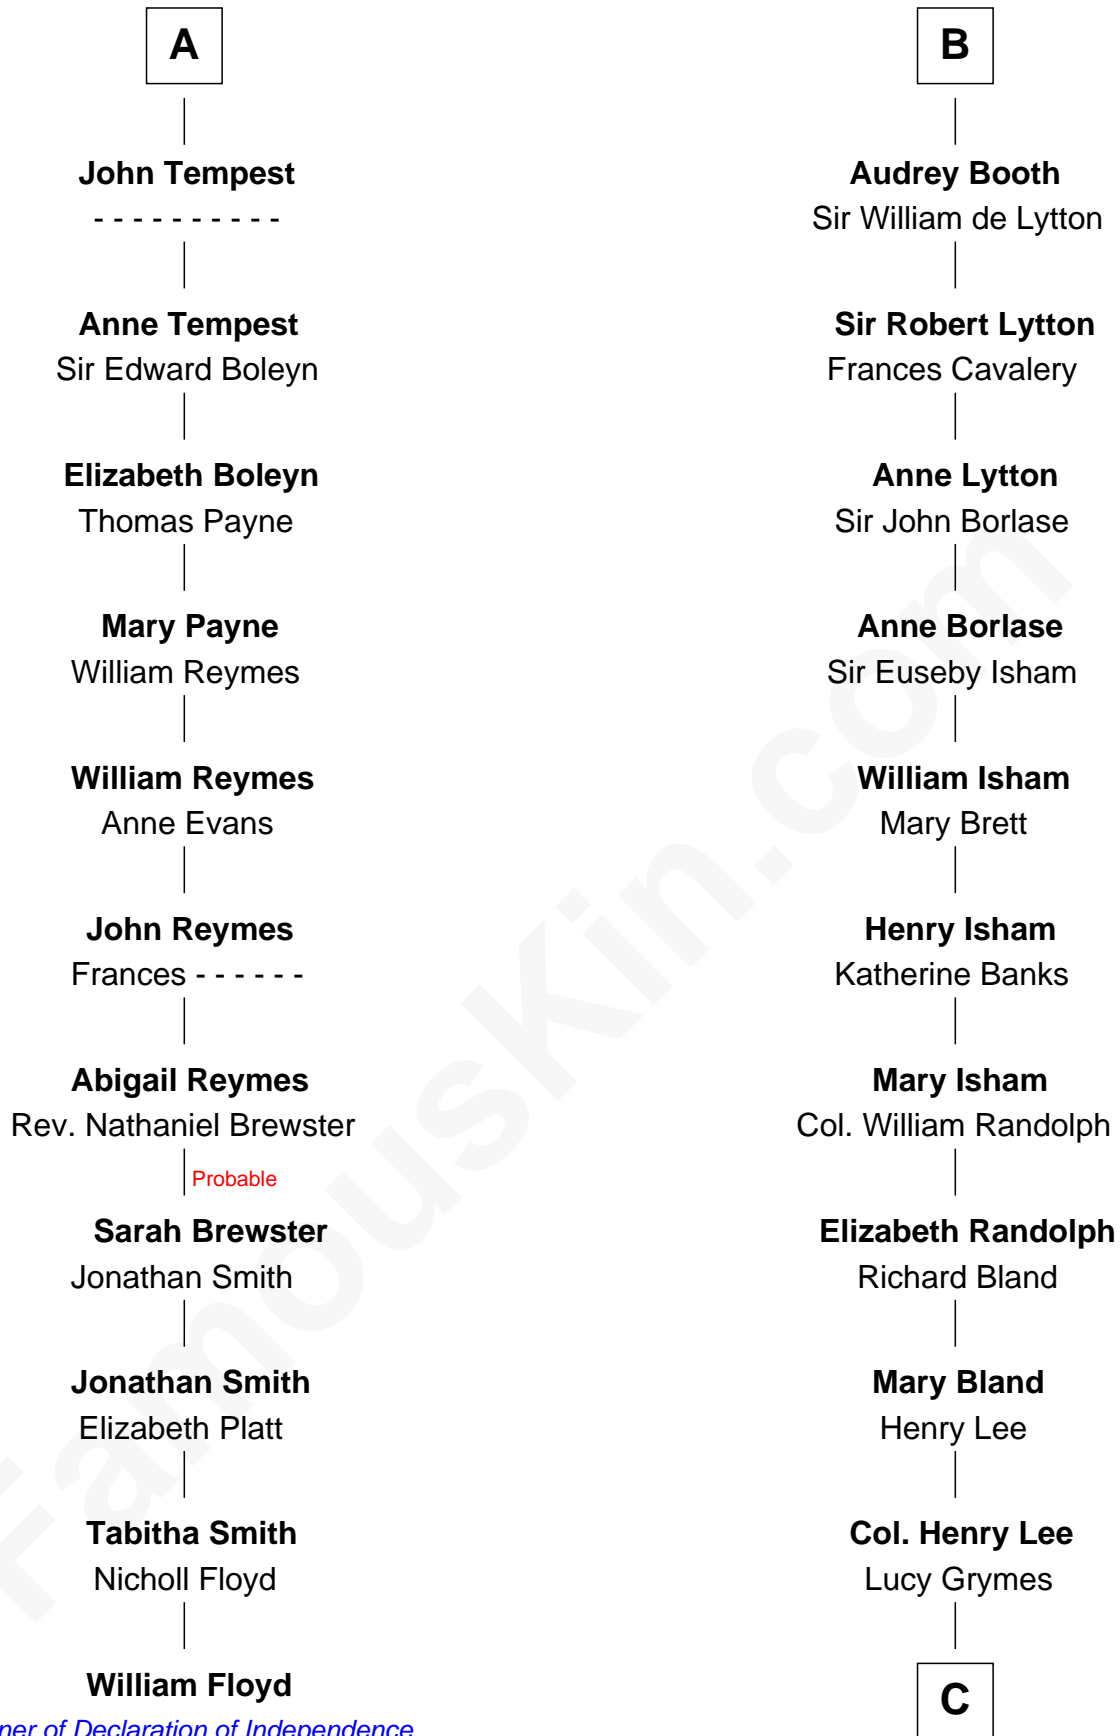 A
John Tempest
- - - - - - - - - -
Anne Tempest
Sir Edward Boleyn
Elizabeth Boleyn
Thomas Payne
Mary Payne
William Reymes
William Reymes
Anne Evans
John Reymes
Frances - - - - - -
Abigail Reymes
Rev. Nathaniel Brewster
Probable
Sarah Brewster
Jonathan Smith
Jonathan Smith
Elizabeth Platt
Tabitha Smith
Nicholl Floyd
William Floyd
ner of Declaration of Independence
B
Audrey Booth
Sir William de Lytton
Sir Robert Lytton
Frances Cavalery
Anne Lytton
Sir John Borlase
Anne Borlase
Sir Euseby Isham
William Isham
Mary Brett
Henry Isham
Katherine Banks
Mary Isham
Col. William Randolph
Elizabeth Randolph
Richard Bland
Mary Bland
Henry Lee
Col. Henry Lee
Lucy Grymes
C
FamousKin.com